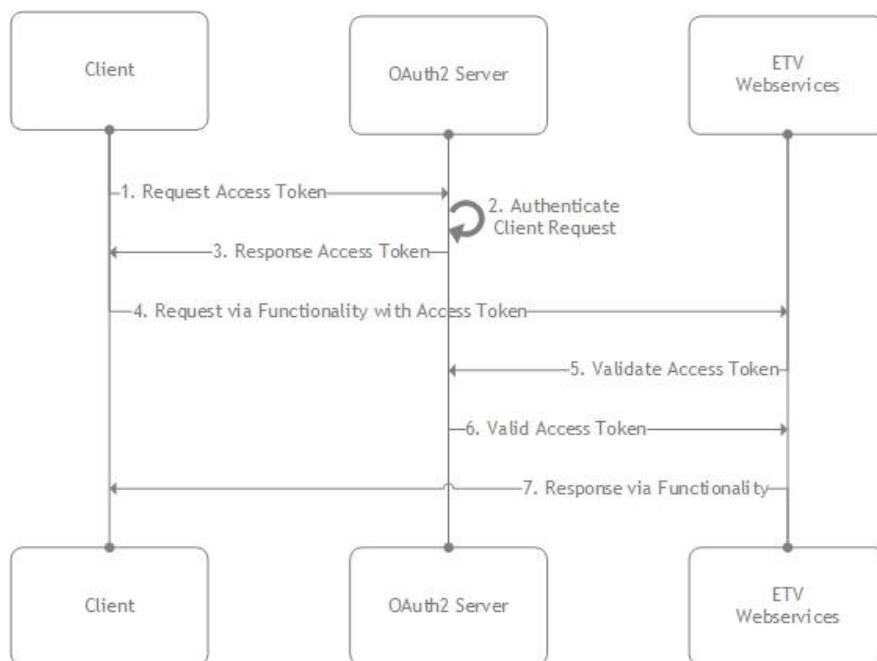 Client
OAuth2 Server
ETV
Webservices
1. Request Access Token
2. Authenticate
Client Request
3. Response Access Token
4. Request via Functionality with Access Token
5. Validate Access Token
6. Valid Access Token
7. Response via Functionality
Client
OAuth2 Server
ETV
Webservices